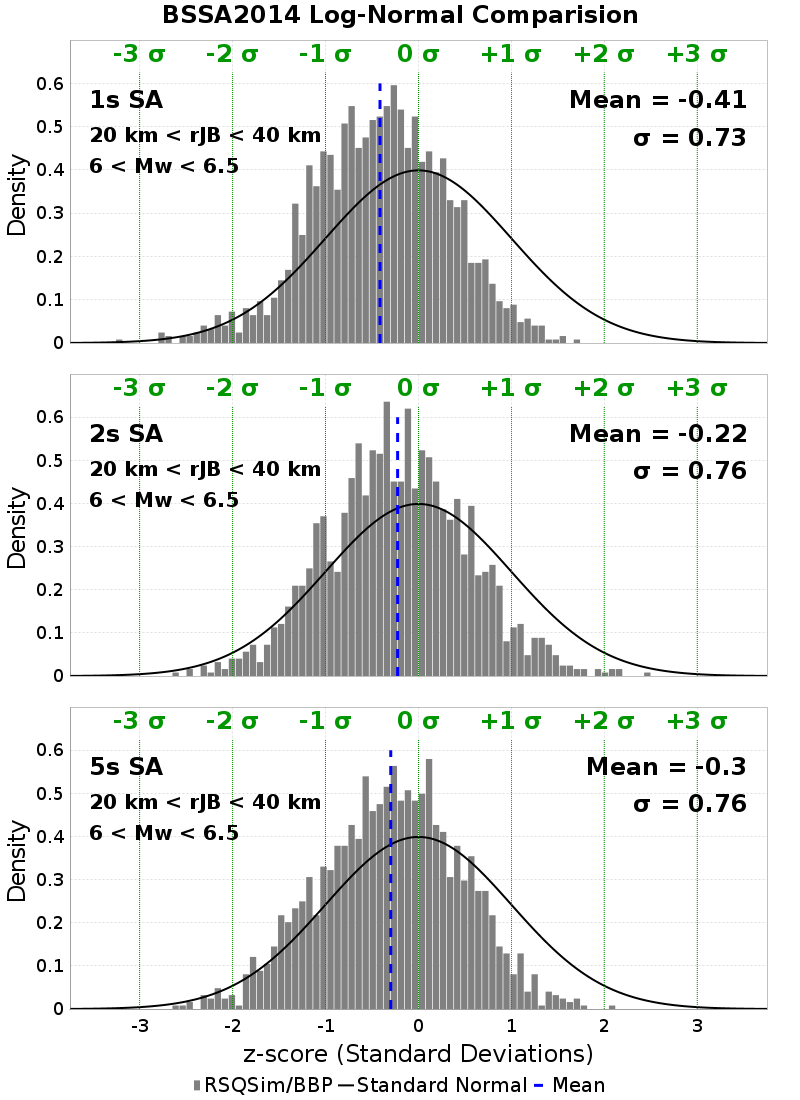 BSSA2014 Log-Normal Comparision
-3 σ -2 σ -1 σ 0 σ +1 σ +2 σ +3 σ
1s SA
Mean = -0.41
20 km < rJB < 40 km
σ = 0.73
6 < Mw < 6.5
Density
0.6
0.5
0.4
0.3
0.2
0.1
0
-3 σ -2 σ -1 σ 0 σ +1 σ +2 σ +3 σ
2s SA
Mean = -0.22
20 km < rJB < 40 km
σ = 0.76
6 < Mw < 6.5
Density
0.6
0.5
0.4
0.3
0.2
0.1
0
-3 σ -2 σ -1 σ 0 σ +1 σ +2 σ +3 σ
5s SA
Mean = -0.3
20 km < rJB < 40 km
σ = 0.76
6 < Mw < 6.5
Density
0.6
0.5
0.4
0.3
0.2
0.1
0
-3 -2 -1 0 1 2 3
z-score (Standard Deviations)
RSQSim/BBP Standard Normal Mean